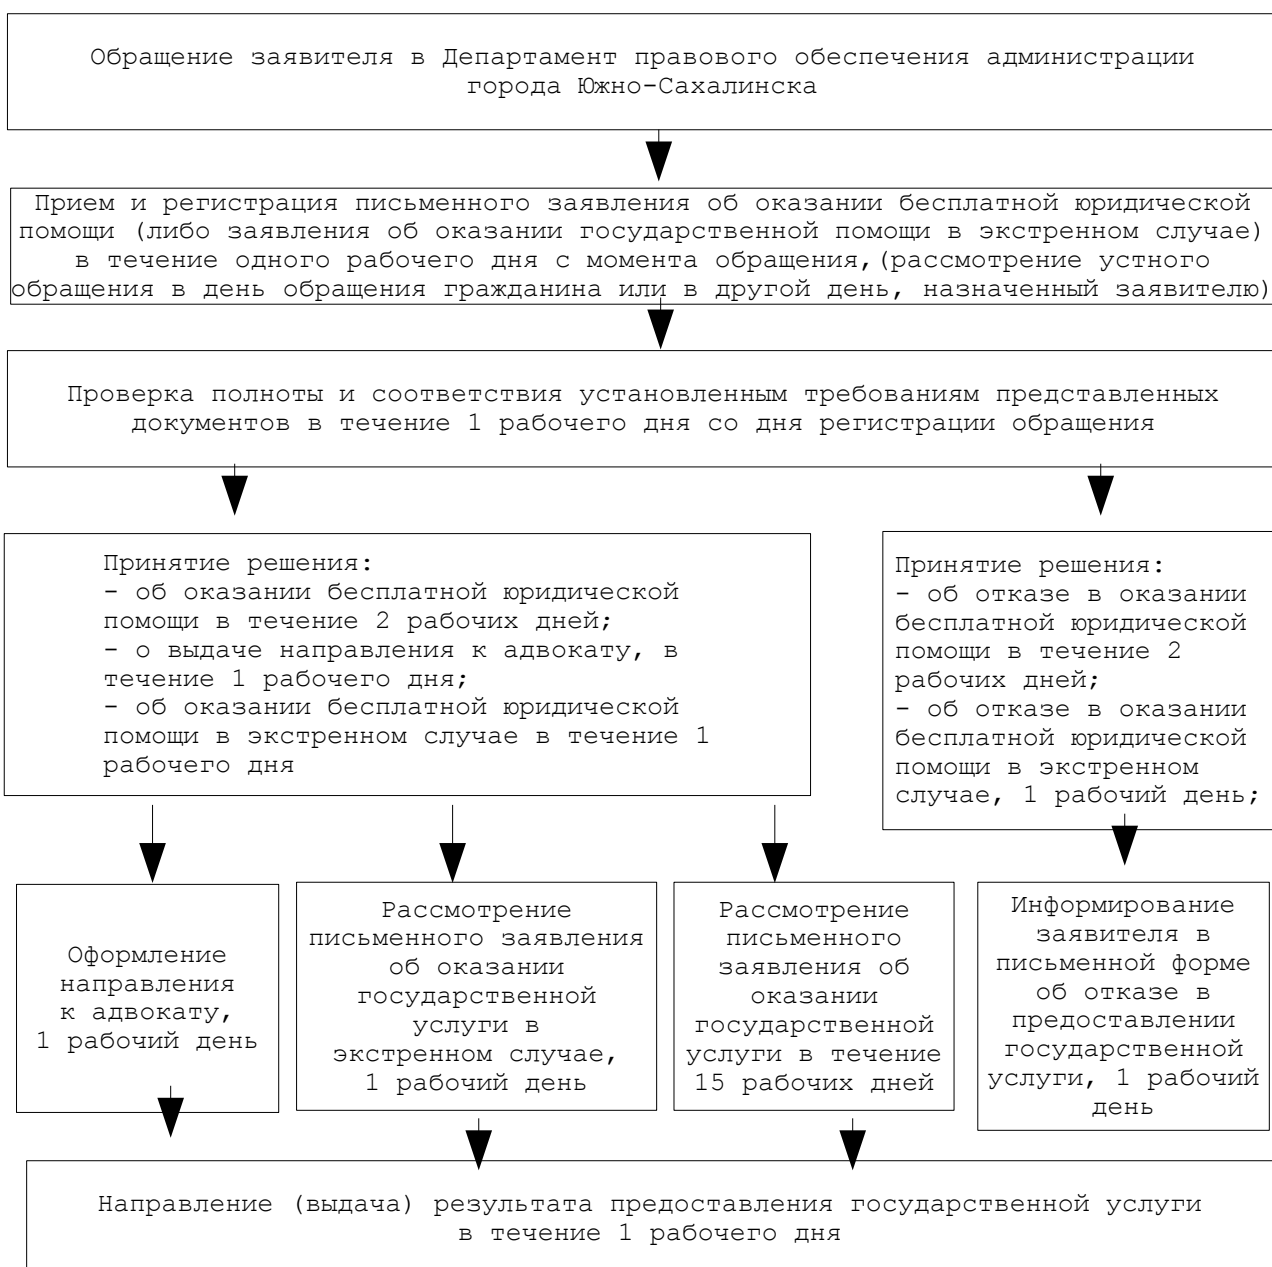 Обращение заявителя в Департамент правового обеспечения администрации
города Южно-Сахалинска
Прием и регистрация письменного заявления об оказании бесплатной юридической
помощи (либо заявления об оказании государственной помощи в экстренном случае)
в течение одного рабочего дня с момента обращения,(рассмотрение устного
обращения в день обращения гражданина или в другой день, назначенный заявителю)
Проверка полноты и соответствия установленным требованиям представленных
документов в течение 1 рабочего дня со дня регистрации обращения
Принятие решения:
- об оказании бесплатной юридической
помощи в течение 2 рабочих дней;
- о выдаче направления к адвокату, в
течение 1 рабочего дня;
- об оказании бесплатной юридической
помощи в экстренном случае в течение 1
рабочего дня
Принятие решения:
- об отказе в оказании
бесплатной юридической
помощи в течение 2
рабочих дней;
- об отказе в оказании
бесплатной юридической
помощи в экстренном
случае, 1 рабочий день;
Оформление
направления
к адвокату,
1 рабочий день
Рассмотрение
письменного заявления
об оказании
государственной
услуги в
экстренном случае,
1 рабочий день
Рассмотрение
письменного
заявления об
оказании
государственной
услуги в течение
15 рабочих дней
Информирование
заявителя в
письменной форме
об отказе в
предоставлении
государственной
услуги, 1 рабочий
день
Направление (выдача) результата предоставления государственной услуги
в течение 1 рабочего дня